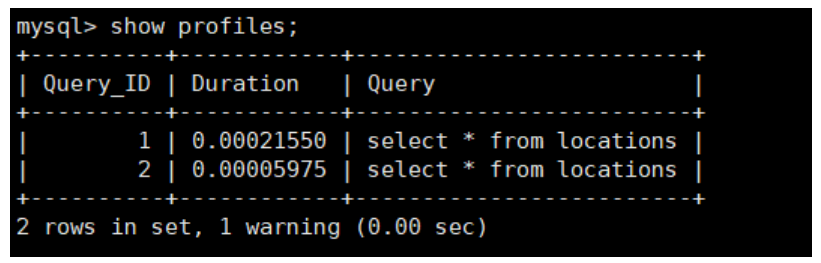 mysql> show profiles;
+----------+------------+-------------------------+
| Query_ID | Duration   | Query                   |
+----------+------------+-------------------------+
|        1 | 0.00021550 | select * from locations |
|        2 | 0.00005975 | select * from locations |
+----------+------------+-------------------------+
2 rows in set, 1 warning (0.00 sec)